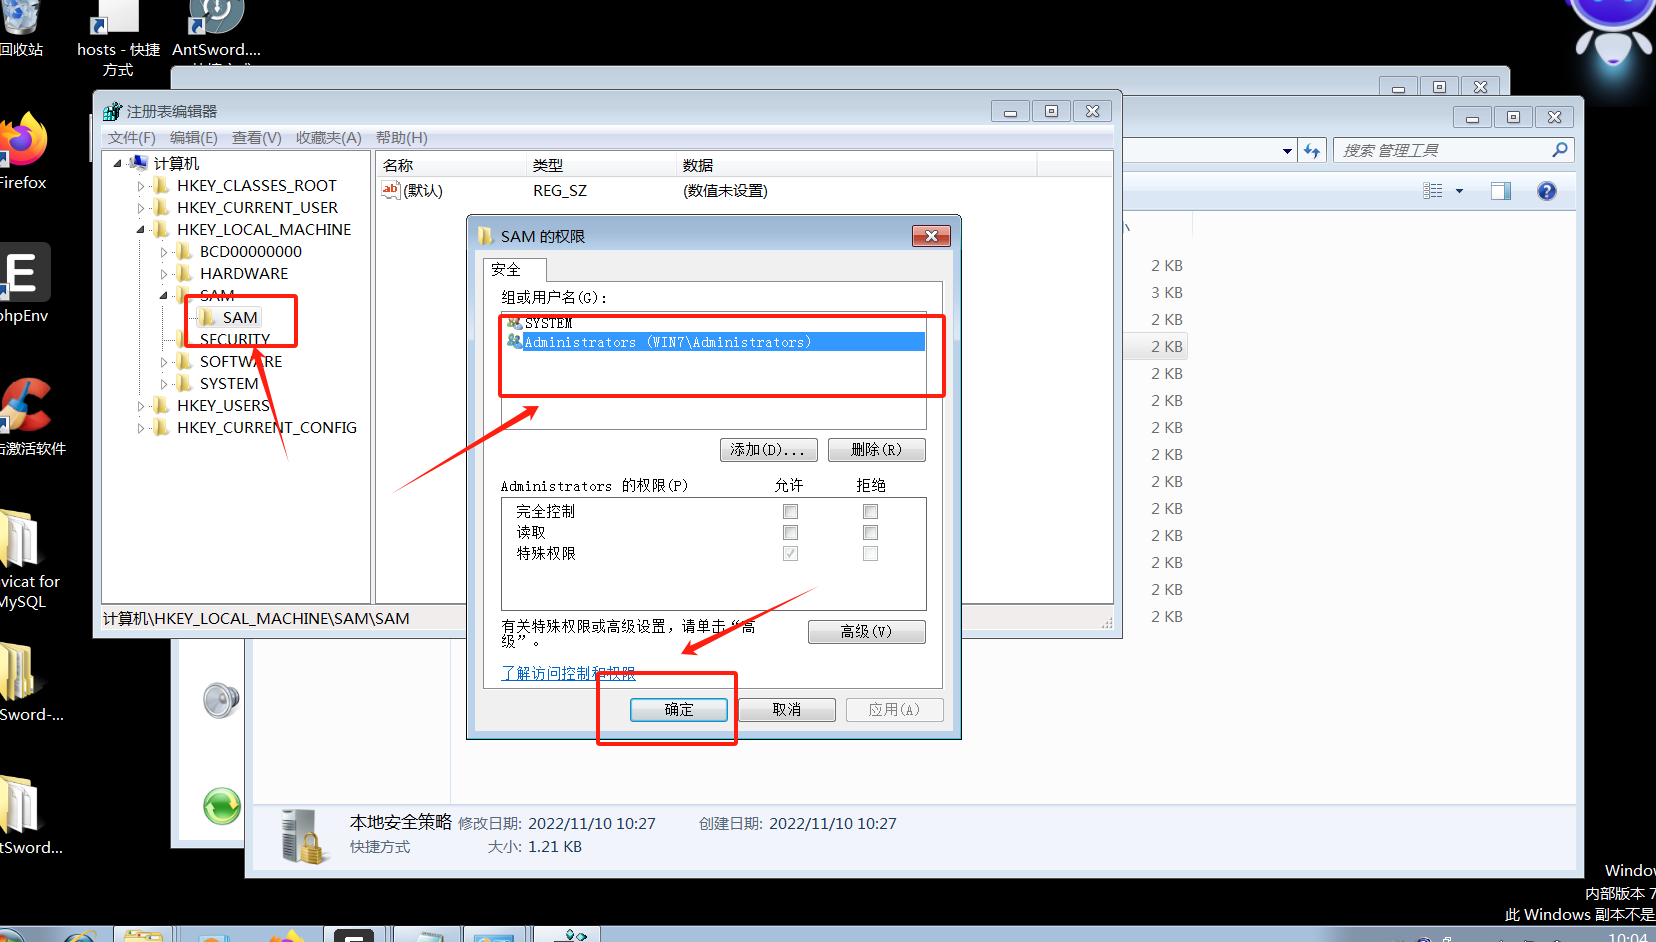 回收站
hosts - 快捷
方式
AntSword....
Firefox
phpEnv
击激活软件
vicat for
MySQL
Sword-...
tSword...
注册表编辑器
文件(F) 编辑(E) 查看(V) 收藏夹(A) 帮助(H)
计算机
HKEY_CLASSES_ROOT
HKEY_CURRENT_USER
HKEY_LOCAL_MACHINE
BCD00000000
HARDWARE
SAM
SAM
SECURITY
SOFTWARE
SYSTEM
HKEY_USERS
HKEY_CURRENT_CONFIG
名称 类型 数据
ab (默认) REG_SZ (数值未设置)
计算机\HKEY_LOCAL_MACHINE\SAM\SAM
SAM 的权限
安全
组或用户名(G):
SYSTEM
Administrators (WIN7\Administrators)
添加(D)... 删除(R)
Administrators 的权限(P) 允许 拒绝
完全控制
读取
特殊权限
有关特殊权限或高级设置，请单击“高
级”。
高级(V)
了解访问控制和权限
确定 取消 应用(A)
搜索 管理工具
2 KB
3 KB
2 KB
2 KB
2 KB
2 KB
2 KB
2 KB
2 KB
2 KB
2 KB
2 KB
2 KB
2 KB
本地安全策略 修改日期: 2022/11/10 10:27 创建日期: 2022/11/10 10:27
快捷方式 大小: 1.21 KB
Windo
内部版本 7
此 Windows 副本不是
10:04